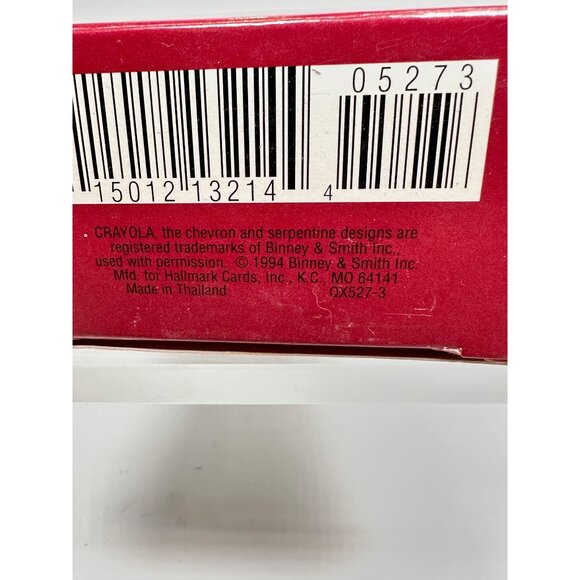 05273
15012 13214 4
CRAYOLA, the chevron and serpentine designs are
registered trademarks of Binney & Smith Inc.,
used with permission. © 1994 Binney & Smith Inc.
Mfd. for Hallmark Cards, Inc., K.C., MO 64141
Made in Thailand QX527-3